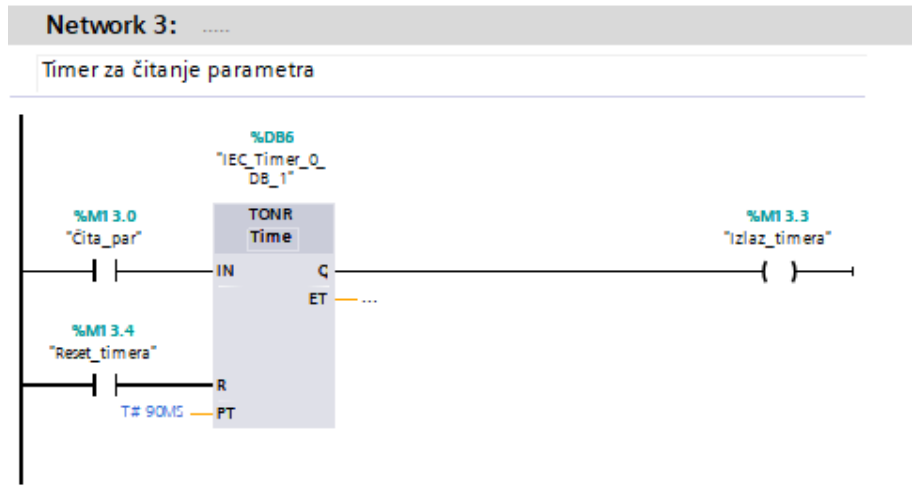 Network 3: .....
Timer za čitanje parametra
%DB6
"IEC_Timer_0_
DB_1"
%M13.0
"Čita_par"
TONR
Time
%M13.3
"Izlaz_timera"
IN
Q
ET
...
%M13.4
"Reset_timera"
R
T# 90MS
PT